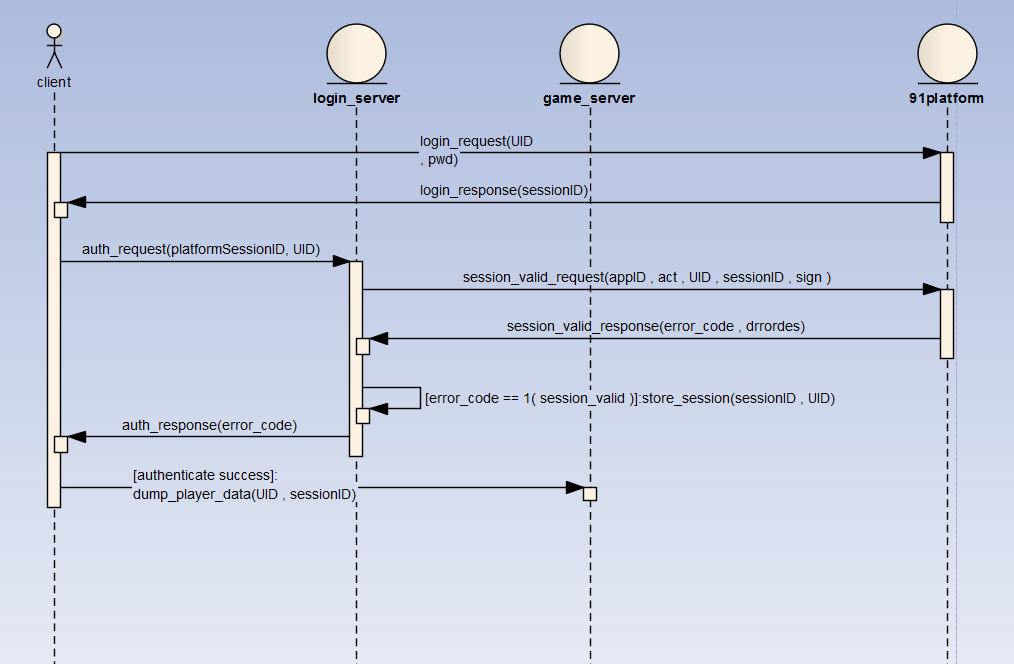 client
login_server
game_server
91platform
login_request(UID
, pwd)
login_response(sessionID)
auth_request(platformSessionID, UID)
session_valid_request(appID , act , UID , sessionID , sign )
session_valid_response(error_code , drrordes)
[error_code == 1( session_valid )]:store_session(sessionID , UID)
auth_response(error_code)
[authenticate success]:
dump_player_data(UID , sessionID)